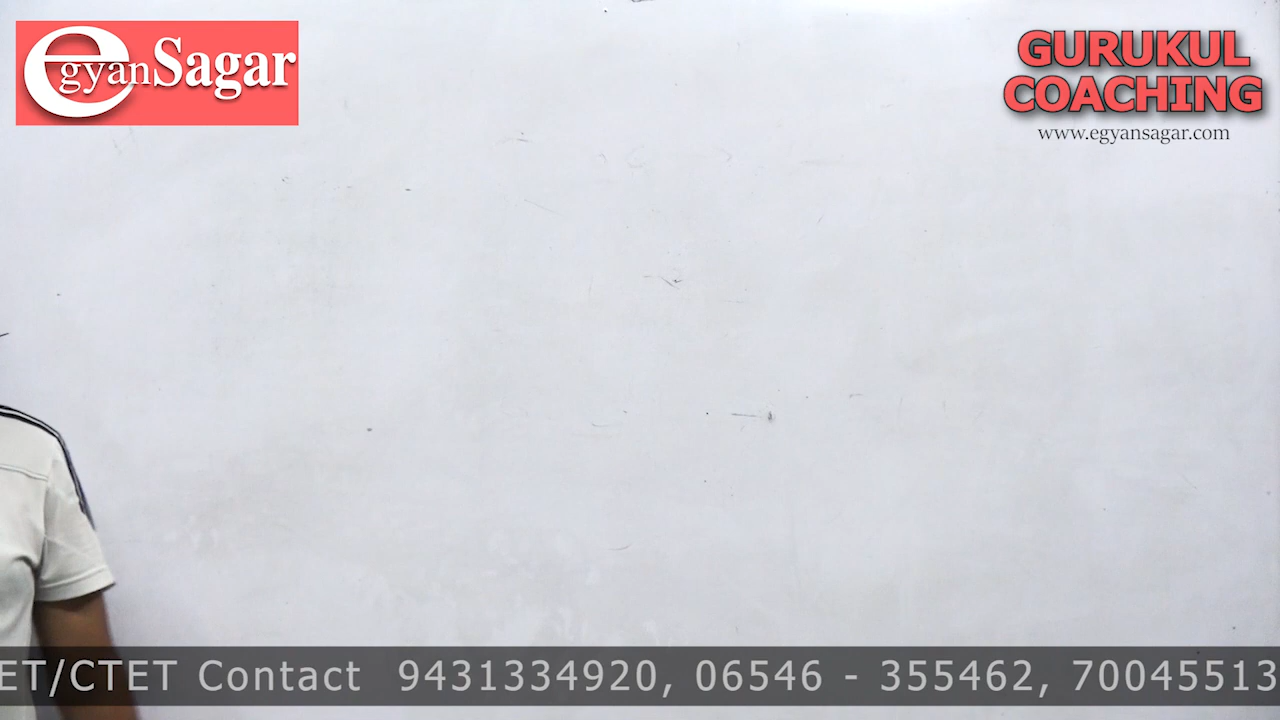 egyanSagar
GURUKUL
COACHING
www.egyansagar.com
ET/CTET Contact 9431334920, 06546 - 355462, 70045513